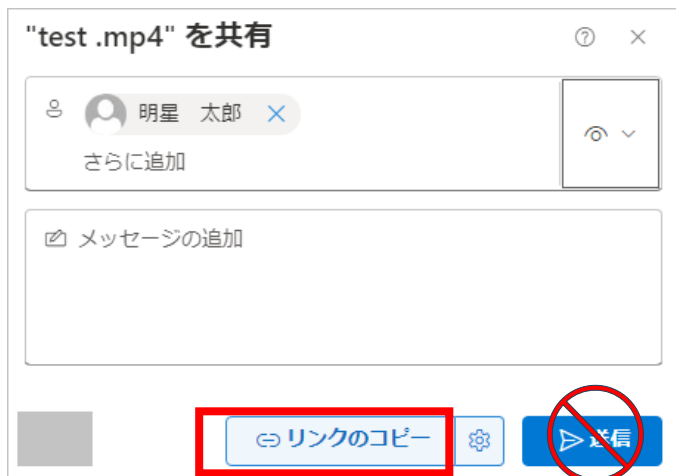 "test .mp4" を共有
明星　太郎
さらに追加
メッセージの追加
リンクのコピー
送信